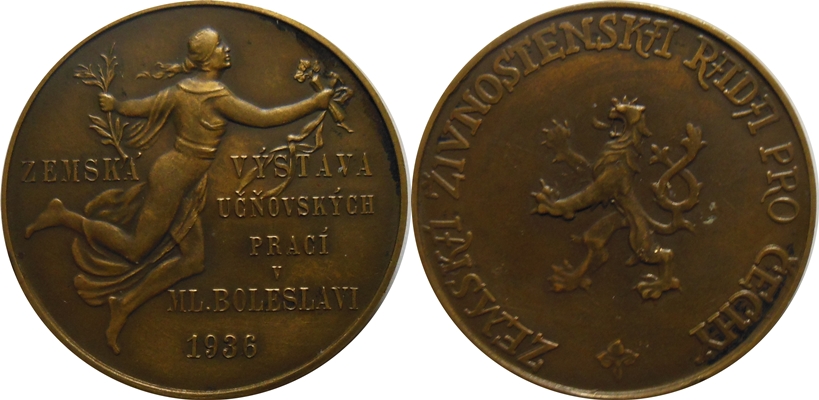 ZEMSKÁ VÝSTAVA
UČŇOVSKÝCH
PRACÍ
V
ML. BOLESLAVI
1936
ZEMSKÁ ŽIVNOSTENSKÁ RADA PRO ČECHY